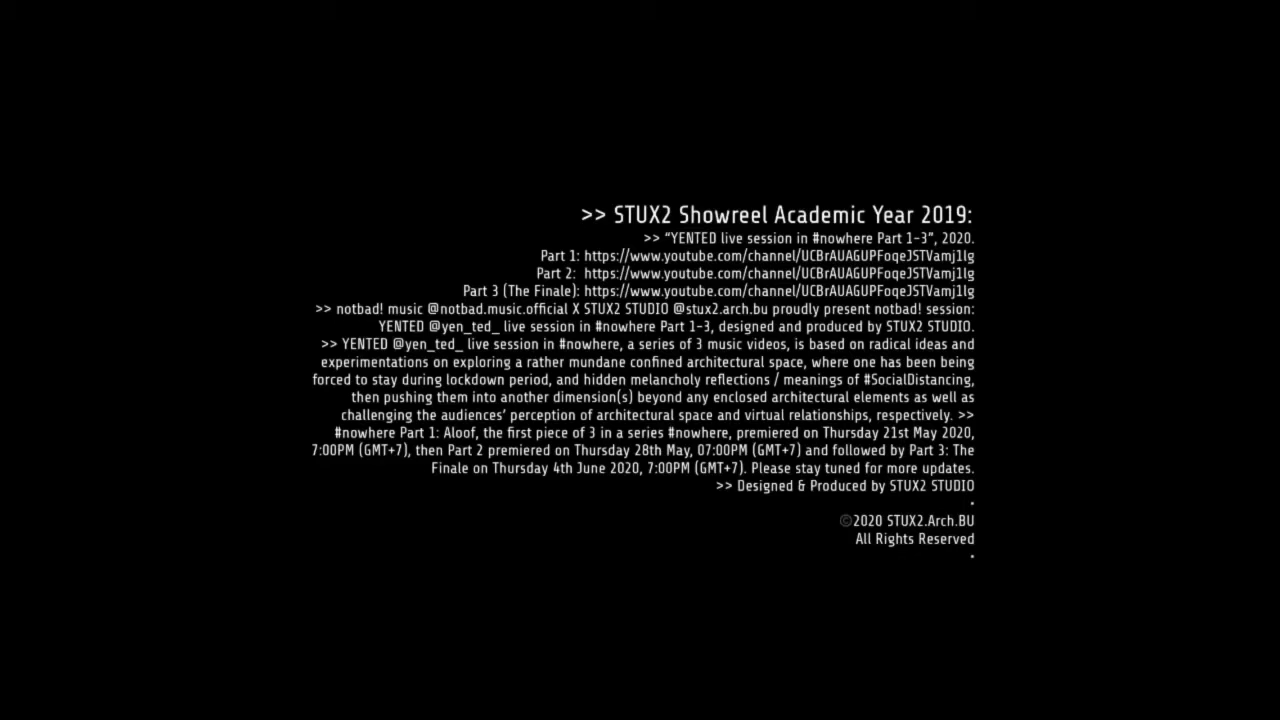 >> STUX2 Showreel Academic Year 2019:
>> “YENTED live session in #nowhere Part 1-3”, 2020.
Part 1: https://www.youtube.com/channel/UCBrAUAGUPFoqeJSTVamj1lg
Part 2: https://www.youtube.com/channel/UCBrAUAGUPFoqeJSTVamj1lg
Part 3 (The Finale): https://www.youtube.com/channel/UCBrAUAGUPFoqeJSTVamj1lg
>> notbad! music @notbad.music.official X STUX2 STUDIO @stux2.arch.bu proudly present notbad! session:
YENTED @yen_ted_ live session in #nowhere Part 1-3, designed and produced by STUX2 STUDIO.
>> YENTED @yen_ted_ live session in #nowhere, a series of 3 music videos, is based on radical ideas and
experimentations on exploring a rather mundane confined architectural space, where one has been being
forced to stay during lockdown period, and hidden melancholy reflections / meanings of #SocialDistancing,
then pushing them into another dimension(s) beyond any enclosed architectural elements as well as
challenging the audiences’ perception of architectural space and virtual relationships, respectively. >>
#nowhere Part 1: Aloof, the first piece of 3 in a series #nowhere, premiered on Thursday 21st May 2020,
7:00PM (GMT+7), then Part 2 premiered on Thursday 28th May, 07:00PM (GMT+7) and followed by Part 3: The
Finale on Thursday 4th June 2020, 7:00PM (GMT+7). Please stay tuned for more updates.
>> Designed & Produced by STUX2 STUDIO
.
©2020 STUX2.Arch.BU
All Rights Reserved
.